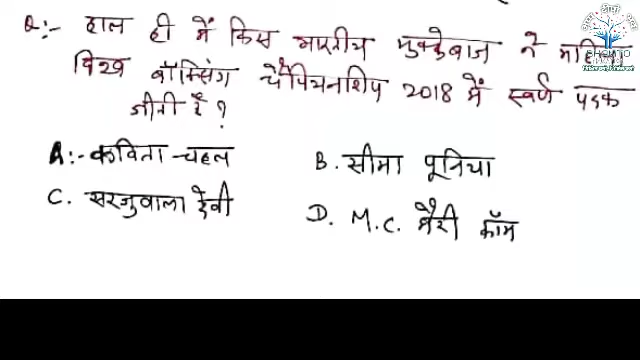 Q:- हाल ही में किस भारतीय मुक्केबाज ने महिला
विश्व बॉक्सिंग चैंपियनशिप 2018 में स्वर्ण पदक
जीती है ?
A:- कविता - चहल
B. सीमा पूनिया
C. सरजुवाला देवी
D. M.C. मैरी कॉम